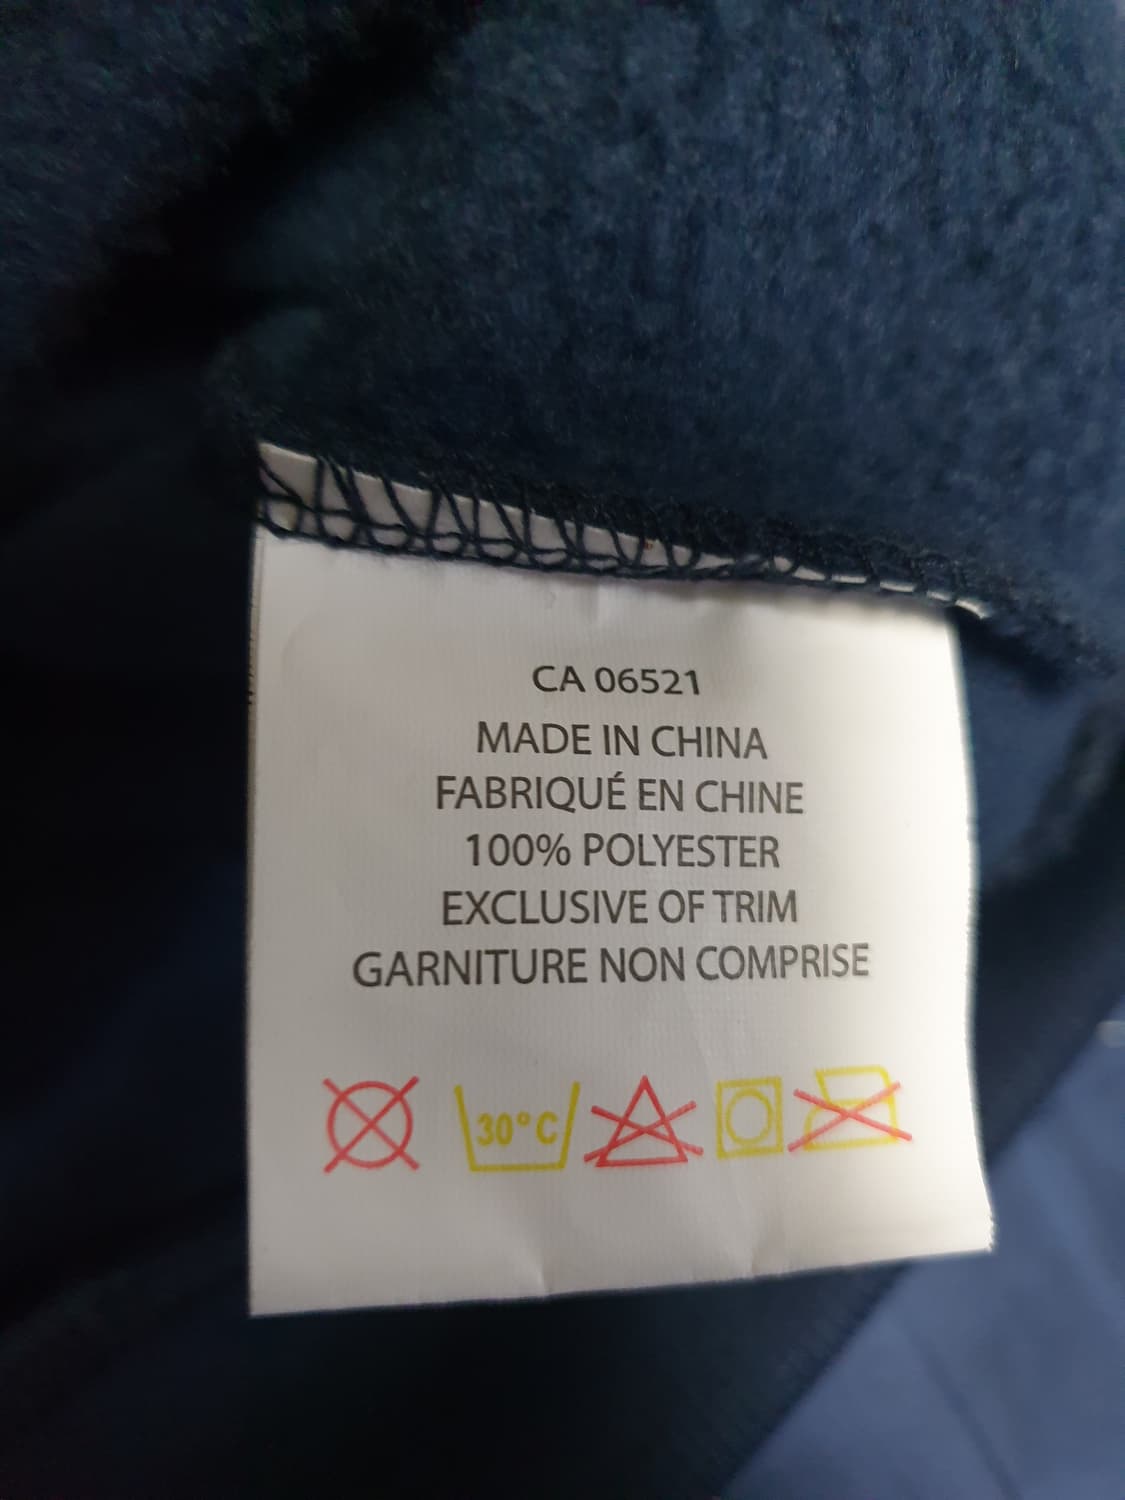 CA 06521
MADE IN CHINA
FABRIQUÉ EN CHINE
100% POLYESTER
EXCLUSIVE OF TRIM
GARNITURE NON COMPRISE
30°C